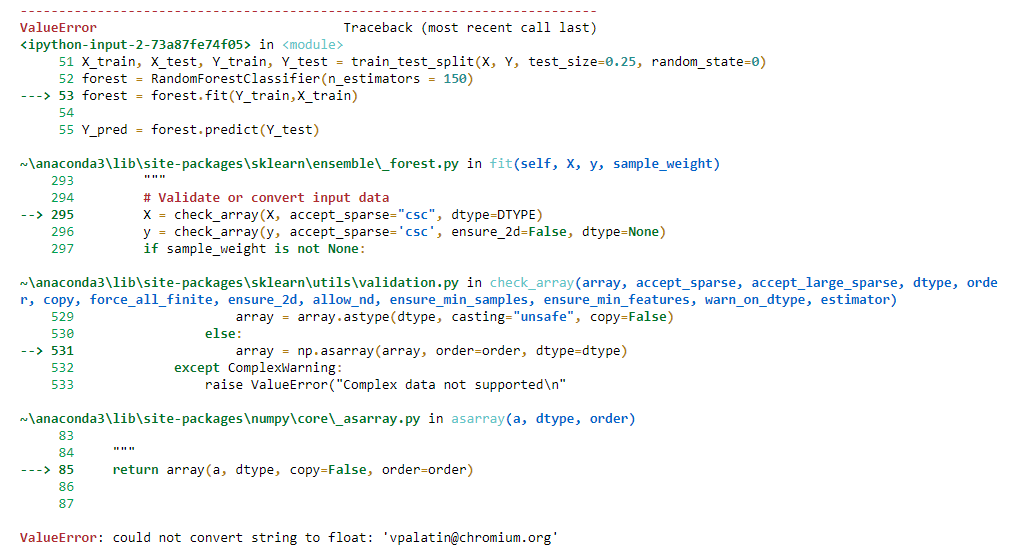 ---------------------------------------------------------------------------
ValueError                                Traceback (most recent call last)
<ipython-input-2-73a87fe74f05> in <module>
     51 X_train, X_test, Y_train, Y_test = train_test_split(X, Y, test_size=0.25, random_state=0)
     52 forest = RandomForestClassifier(n_estimators = 150)
---> 53 forest = forest.fit(Y_train,X_train)
     54
     55 Y_pred = forest.predict(Y_test)

~\anaconda3\lib\site-packages\sklearn\ensemble\_forest.py in fit(self, X, y, sample_weight)
    293         """
    294         # Validate or convert input data
--> 295         X = check_array(X, accept_sparse="csc", dtype=DTYPE)
    296         y = check_array(y, accept_sparse='csc', ensure_2d=False, dtype=None)
    297         if sample_weight is not None:

~\anaconda3\lib\site-packages\sklearn\utils\validation.py in check_array(array, accept_sparse, accept_large_sparse, dtype, orde
r, copy, force_all_finite, ensure_2d, allow_nd, ensure_min_samples, ensure_min_features, warn_on_dtype, estimator)
    529                     array = array.astype(dtype, casting="unsafe", copy=False)
    530                 else:
--> 531                     array = np.asarray(array, order=order, dtype=dtype)
    532             except ComplexWarning:
    533                 raise ValueError("Complex data not supported\n"

~\anaconda3\lib\site-packages\numpy\core\_asarray.py in asarray(a, dtype, order)
     83
     84     """
---> 85     return array(a, dtype, copy=False, order=order)
     86
     87

ValueError: could not convert string to float: 'vpalatin@chromium.org'